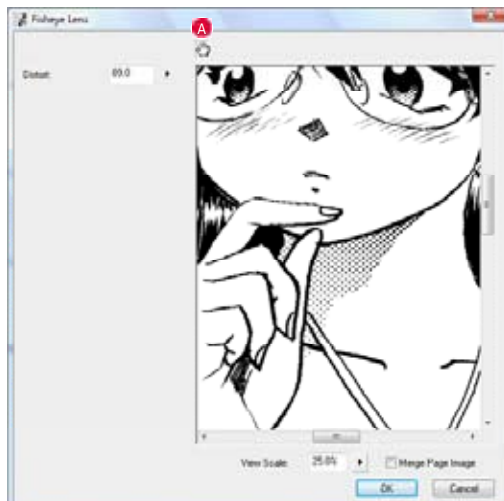 Fisheye Lens
A
Distort: 89.0
View Scale: 25.0%
Merge Page Image
OK Cancel